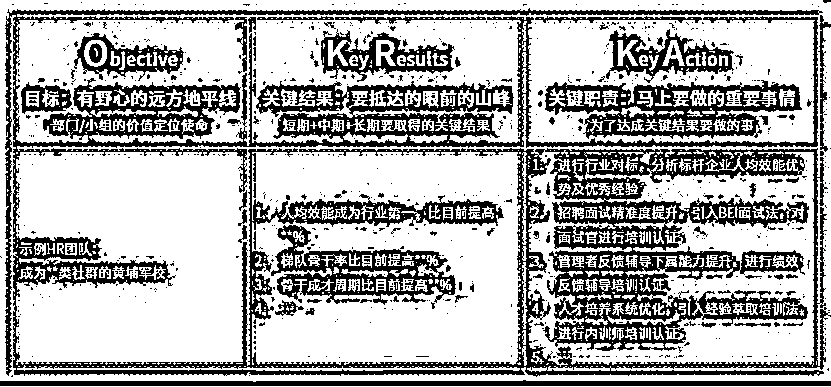 Objective
目标：有野心的远方地平线
部门/小组的价值定位使命
Key Results
关键结果：要抵达的眼前的山峰
短期+中期+长期要取得的关键结果
Key Action
关键职责：马上要做的重要事情
为了达成关键结果要做的事
示例HR团队：
成为**类社群的黄埔军校
1. 人均效能成为行业第一，比目前提高
**%
2. 梯队骨干率比目前提高**%
3. 骨干成才周期比目前提高**%
4.
1. 进行行业对标，分析标杆企业人均效能优
势及优秀经验
2. 招聘面试精准度提升，引入BEI面试法，对
面试官进行培训认证
3. 管理者反馈辅导下属能力提升，进行绩效
反馈辅导培训认证
4. 人才培养系统优化，引入经验萃取培训法，
进行内训师培训认证
5.